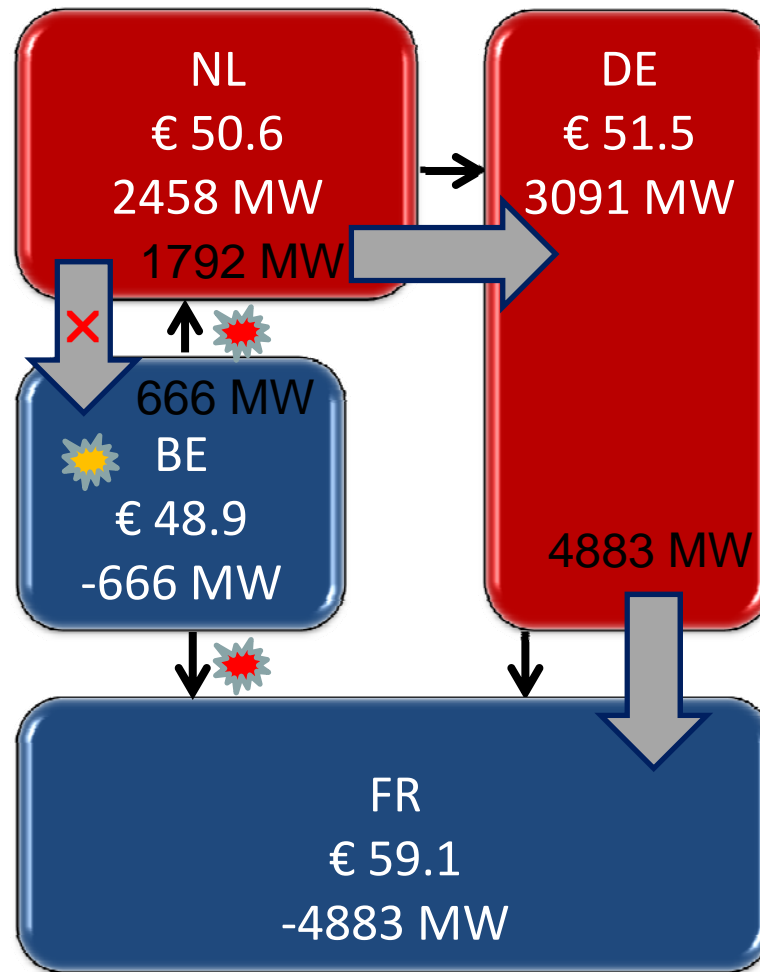 NL
€ 50.6
2458 MW
1792 MW
DE
€ 51.5
3091 MW
666 MW
BE
€ 48.9
-666 MW
4883 MW
FR
€ 59.1
-4883 MW